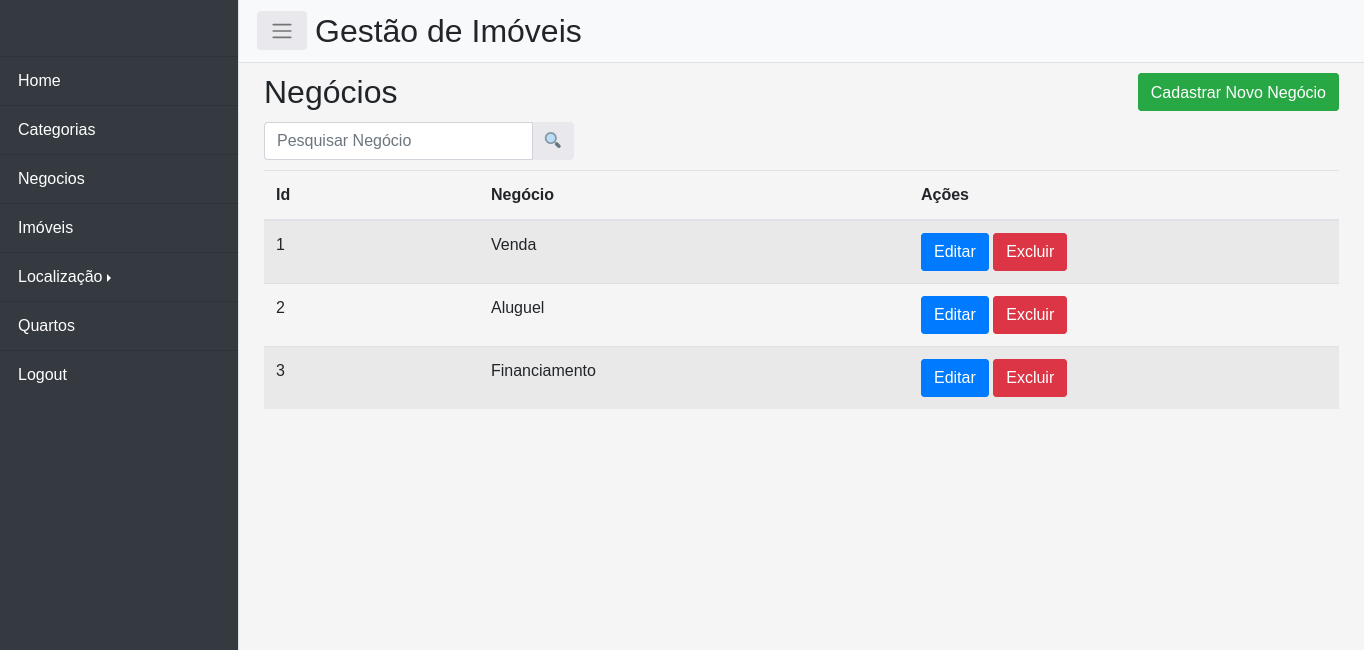 Gestão de Imóveis
Home
Categorias
Negocios
Imóveis
Localização
Quartos
Logout
Negócios
Cadastrar Novo Negócio
Pesquisar Negócio
Id Negócio Ações
1 Venda Editar Excluir
2 Aluguel Editar Excluir
3 Financiamento Editar Excluir